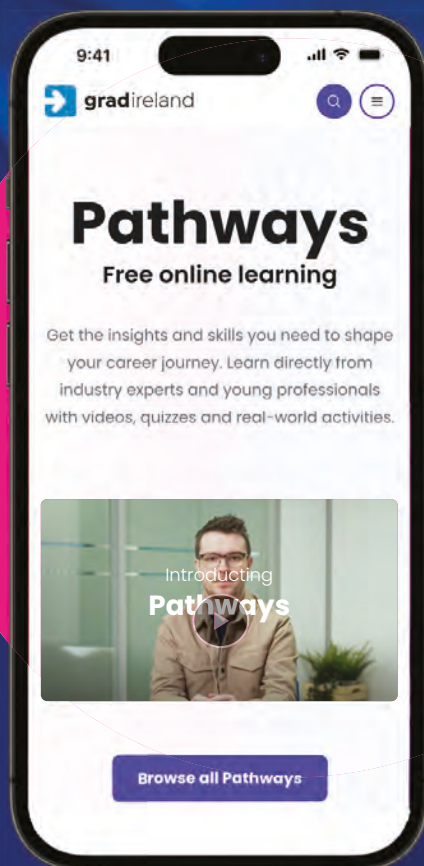 9:41
gradireland
Pathways
Free online learning
Get the insights and skills you need to shape
your career journey. Learn directly from
industry experts and young professionals
with videos, quizzes and real-world activities.
Introducting
Pathways
Browse all Pathways